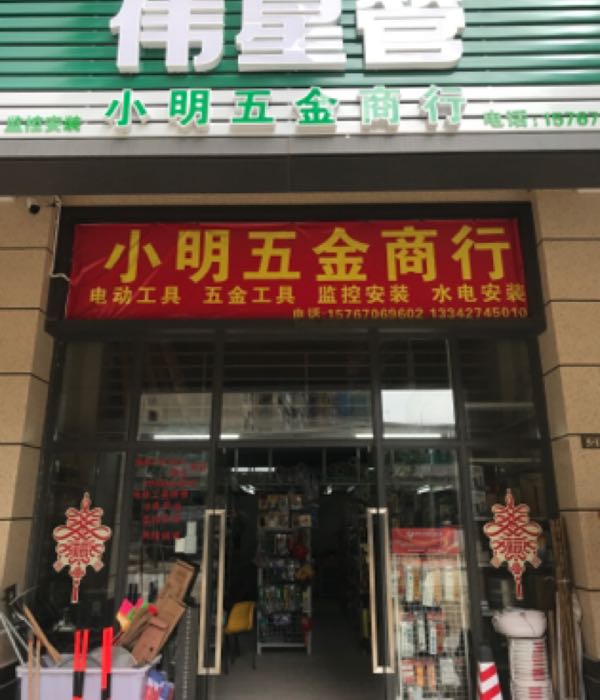 伟星管
监控安装 小明五金商行 电话:15767
小明五金商行
电动工具 五金工具 监控安装 水电安装
电话:15767069602 13342745010